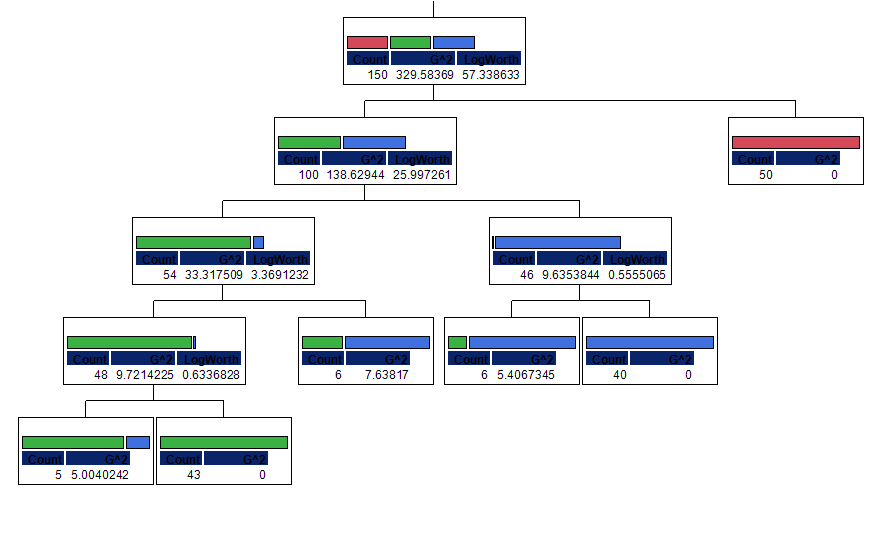 Count G^2 LogWorth
150 329.58369 57.338633
Count G^2 LogWorth
100 138.62944 25.997261
Count G^2
50 0
Count G^2 LogWorth
54 33.317509 3.3691232
Count G^2 LogWorth
46 9.6353844 0.5555065
Count G^2 LogWorth
48 9.7214225 0.6336828
Count G^2
6 7.63817
Count G^2
6 5.4067345
Count G^2
40 0
Count G^2
5 5.0040242
Count G^2
43 0